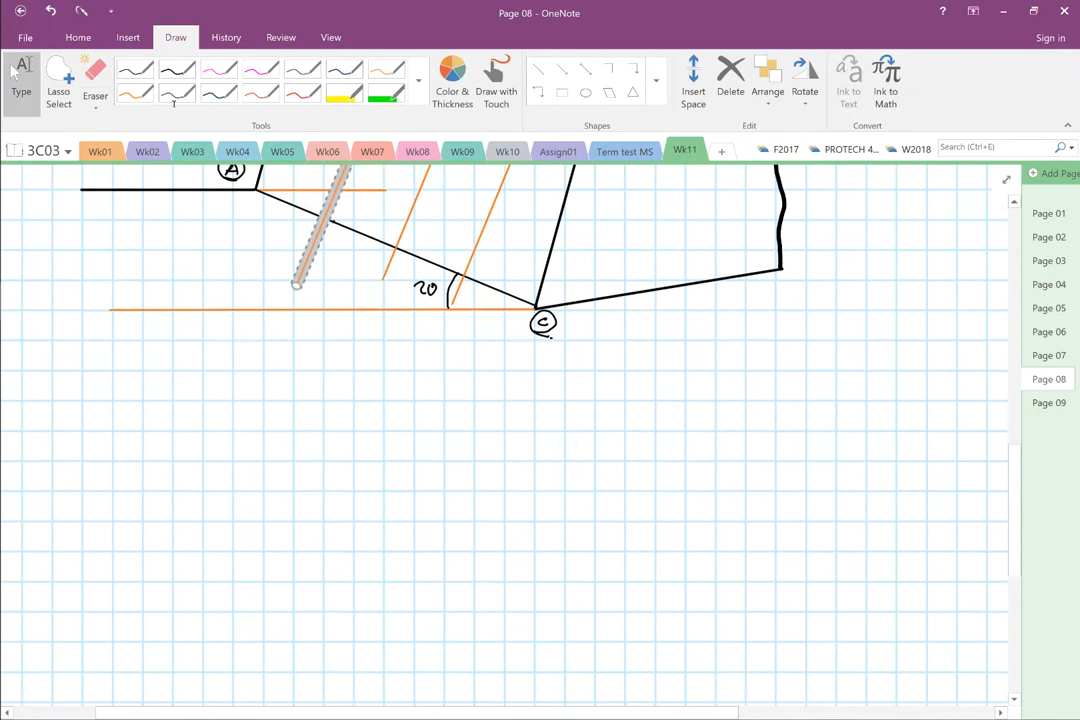 Page 08 - OneNote
?
File
Home
Insert
Draw
History
Review
View
Sign in
Type
Lasso Select
Eraser
Color & Thickness
Draw with Touch
Insert Space
Delete
Arrange
Rotate
Ink to Text
Ink to Math
Tools
Shapes
Edit
Convert
3C03
Wk01
Wk02
Wk03
Wk04
Wk05
Wk06
Wk07
Wk08
Wk09
Wk10
Assign01
Term test MS
Wk11
F2017
PROTECH 4...
W2018
Search (Ctrl+E)
Add Page
Page 01
Page 02
Page 03
Page 04
Page 05
Page 06
Page 07
Page 08
Page 09
A
20
C